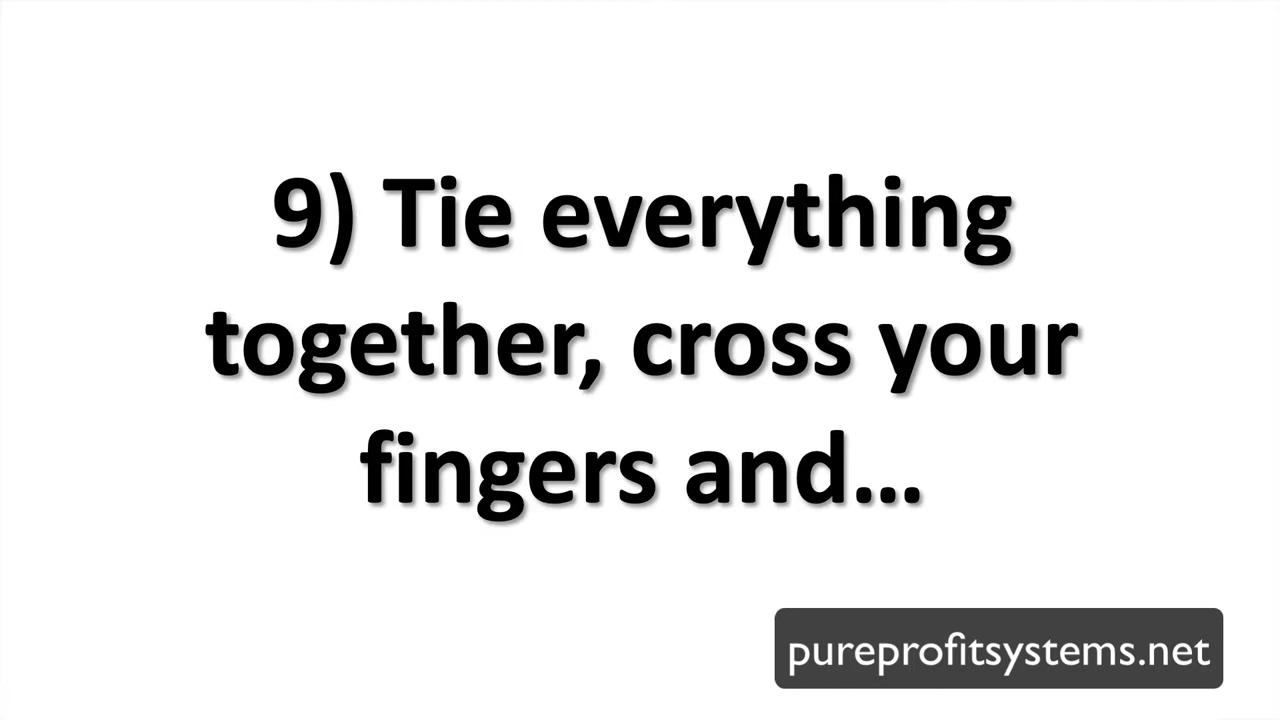 9) Tie everything
together, cross your
fingers and...
pureprofitsystems.net